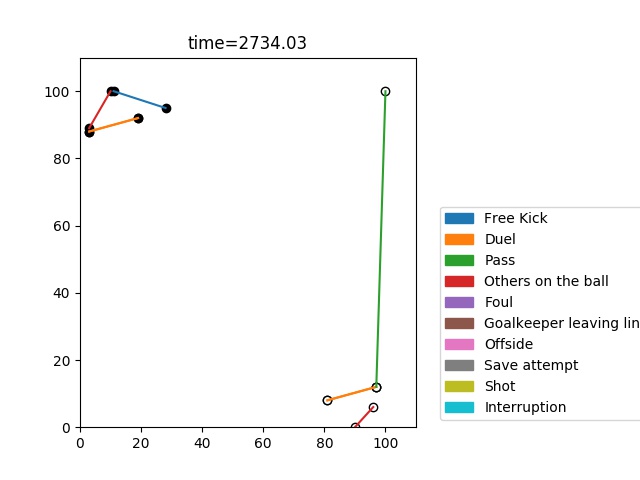 time=2734.03
100
80
60
40
20
0
0 20 40 60 80 100
Free Kick
Duel
Pass
Others on the ball
Foul
Goalkeeper leaving lin
Offside
Save attempt
Shot
Interruption